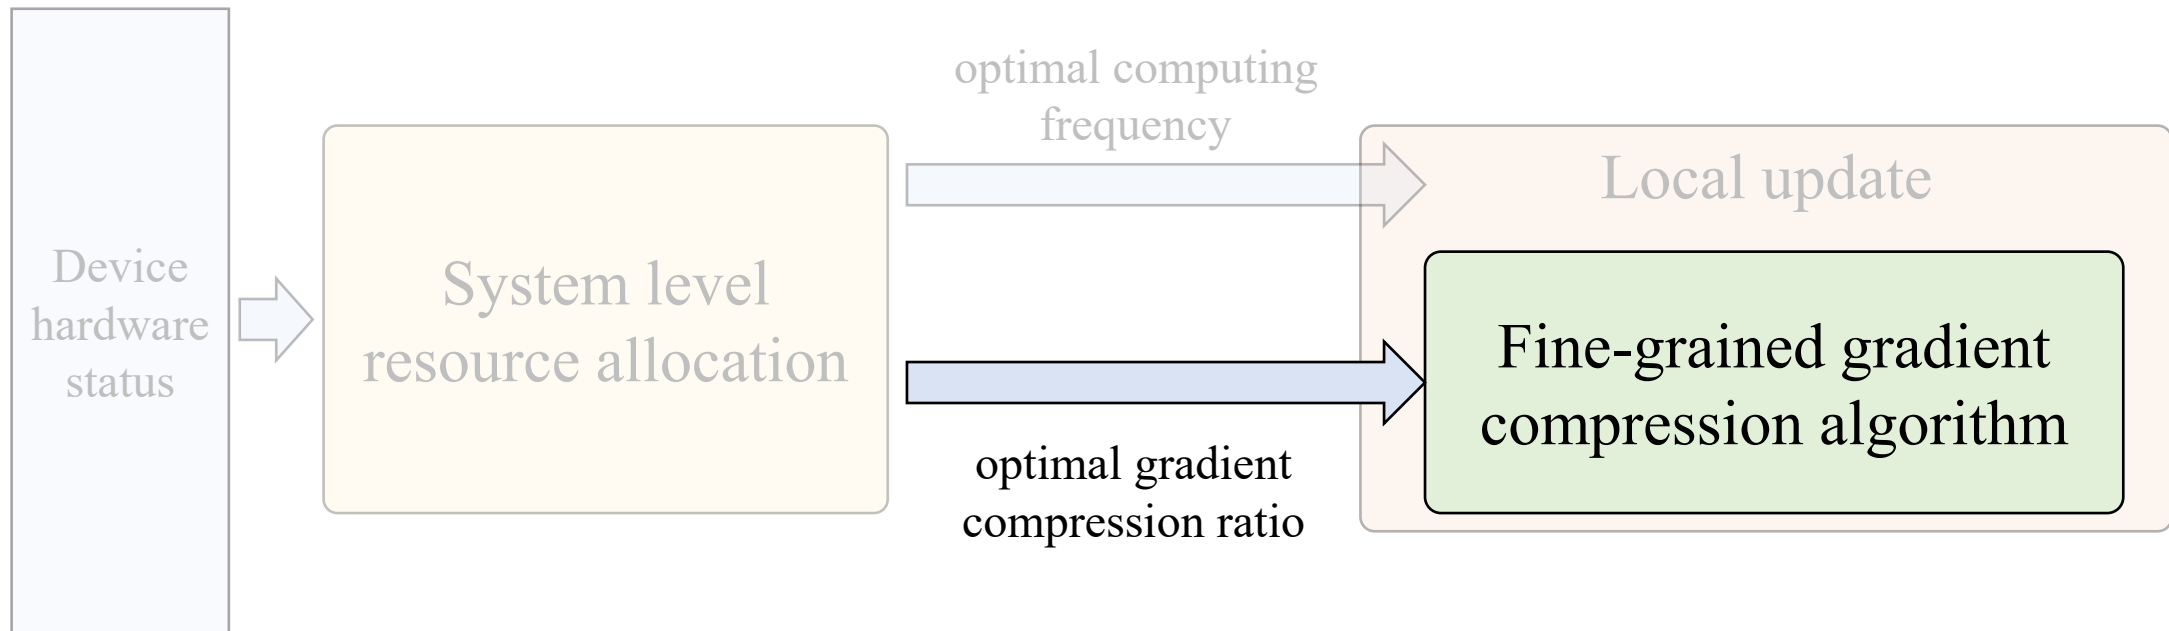 Device
hardware
status
System level
resource allocation
optimal computing
frequency
optimal gradient
compression ratio
Local update
Fine-grained gradient
compression algorithm